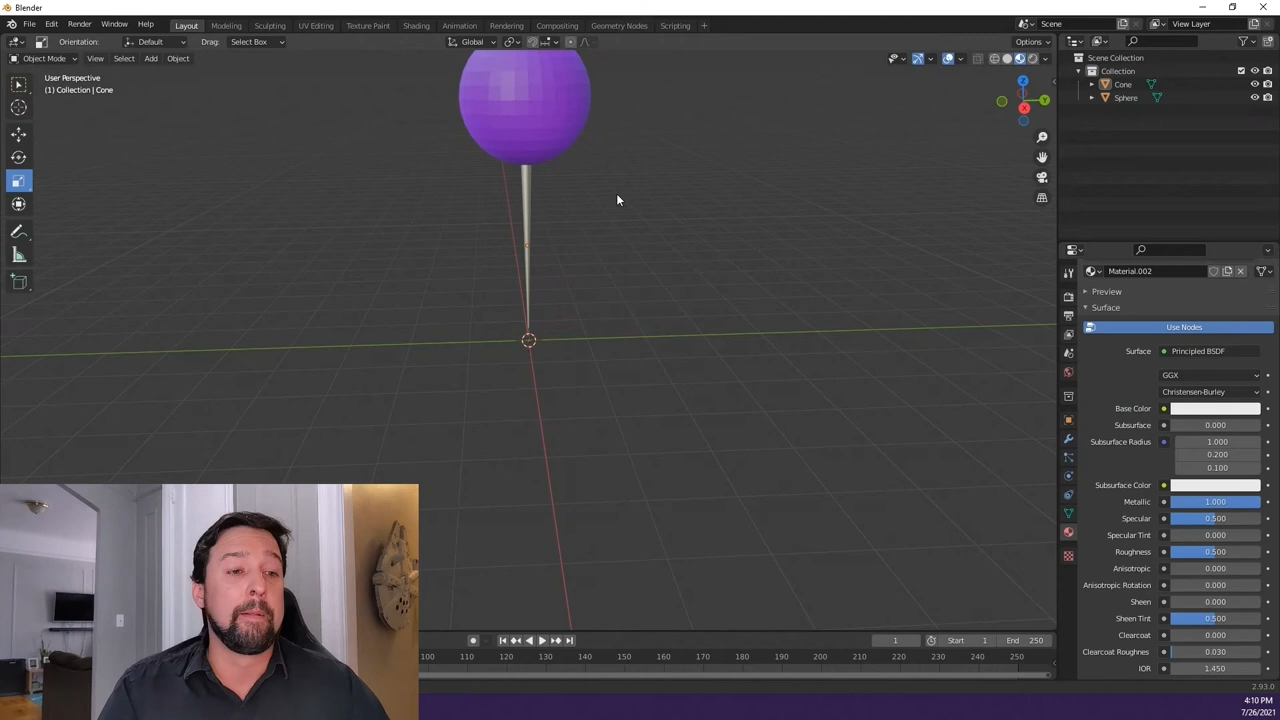 Blender
File Edit Render Window Help Layout Modeling Sculpting UV Editing Texture Paint Shading Animation Rendering Compositing Geometry Nodes Scripting + Scene View Layer
Orientation: Default Drag: Select Box Global Options
Object Mode View Select Add Object
User Perspective
(1) Collection | Cone
Z
Y
X
Scene Collection
Collection
Cone
Sphere
Material.002
Preview
Surface
Use Nodes
Surface Principled BSDF
GGX
Christensen-Burley
Base Color
Subsurface 0.000
Subsurface Radius 1.000
0.200
0.100
Subsurface Color
Metallic 1.000
Specular 0.500
Specular Tint 0.000
Roughness 0.500
Anisotropic 0.000
Anisotropic Rotation 0.000
Sheen 0.000
Sheen Tint 0.500
Clearcoat 0.000
Clearcoat Roughnes 0.030
IOR 1.450
1 Start 1 End 250
100 110 120 130 140 150 160 170 180 190 200 210 220 230 240 250
2.93.0
4:10 PM
7/26/2021